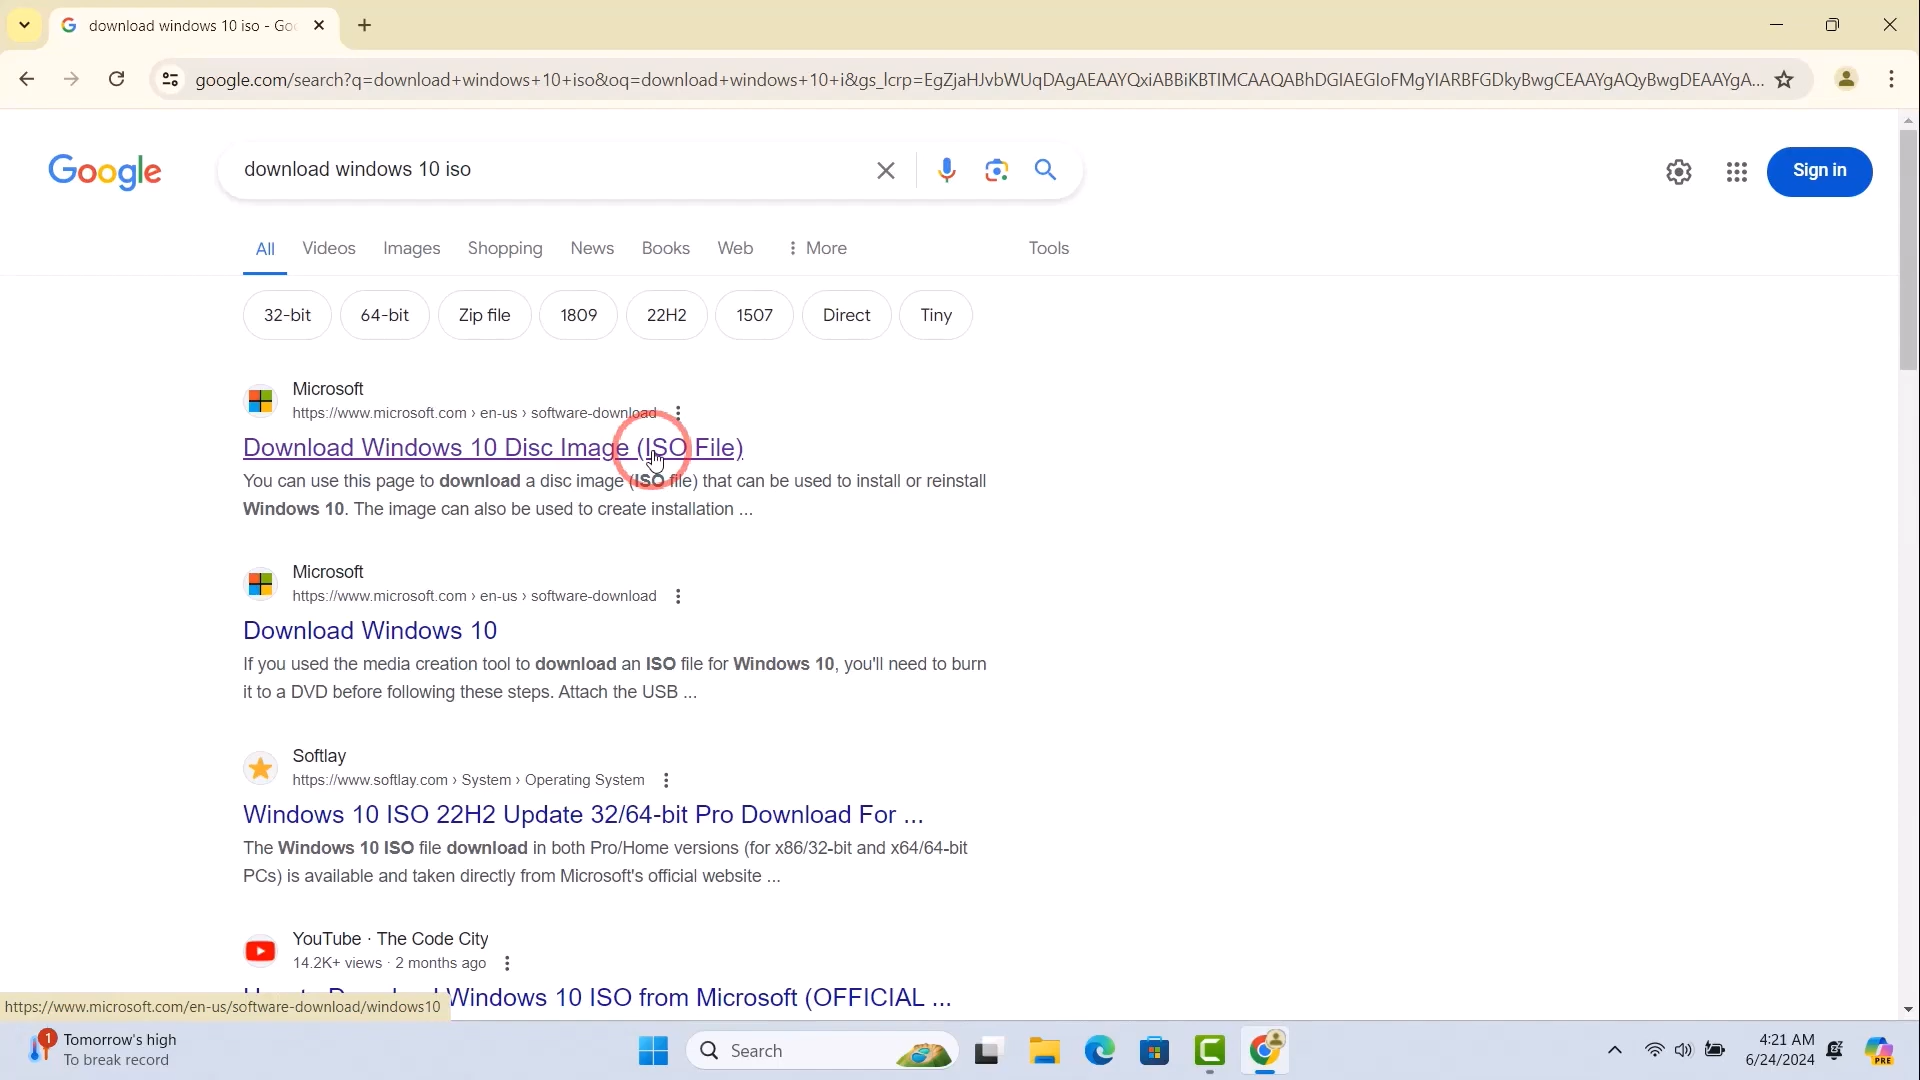 download windows 10 iso - Goo
google.com/search?q=download+windows+10+iso&oq=download+windows+10+i&gs_lcrp=EgZjaHJvbWUqDAgAEAAYQxiABBiKBTIMCAAQABhDGIAEGIoFMgYIARBFGDkyBwgCEAAYgAQyBwgDEAAYgA...
Google
download windows 10 iso
Sign in
All Videos Images Shopping News Books Web More Tools
32-bit 64-bit Zip file 1809 22H2 1507 Direct Tiny
Microsoft
https://www.microsoft.com › en-us › software-download
Download Windows 10 Disc Image (ISO File)
You can use this page to download a disc image (ISO file) that can be used to install or reinstall
Windows 10. The image can also be used to create installation ...
Microsoft
https://www.microsoft.com › en-us › software-download
Download Windows 10
If you used the media creation tool to download an ISO file for Windows 10, you'll need to burn
it to a DVD before following these steps. Attach the USB ...
Softlay
https://www.softlay.com › System › Operating System
Windows 10 ISO 22H2 Update 32/64-bit Pro Download For ...
The Windows 10 ISO file download in both Pro/Home versions (for x86/32-bit and x64/64-bit
PCs) is available and taken directly from Microsoft's official website ...
YouTube · The Code City
14.2K+ views · 2 months ago
Windows 10 ISO from Microsoft (OFFICIAL ...
https://www.microsoft.com/en-us/software-download/windows10
1
Tomorrow's high
To break record
Search
4:21 AM
6/24/2024
PRE